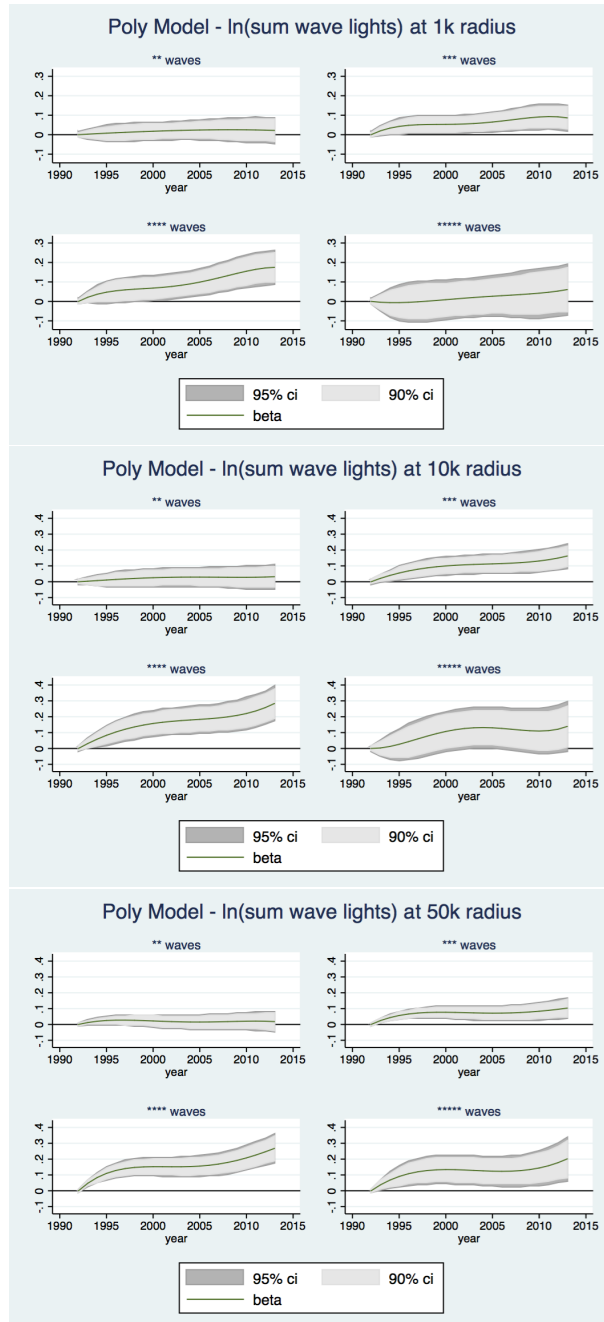 Poly Model - ln(sum wave lights) at 1k radius
** waves
*** waves
-.1 0 .1 .2 .3
-.1 0 .1 .2 .3
1990 1995 2000 2005 2010 2015
1990 1995 2000 2005 2010 2015
year
year
**** waves
***** waves
-.1 0 .1 .2 .3
-.1 0 .1 .2 .3
1990 1995 2000 2005 2010 2015
1990 1995 2000 2005 2010 2015
year
year
95% ci 90% ci
beta
Poly Model - ln(sum wave lights) at 10k radius
** waves
*** waves
-.1 0 .1 .2 .3 .4
-.1 0 .1 .2 .3 .4
1990 1995 2000 2005 2010 2015
1990 1995 2000 2005 2010 2015
year
year
**** waves
***** waves
-.1 0 .1 .2 .3 .4
-.1 0 .1 .2 .3 .4
1990 1995 2000 2005 2010 2015
1990 1995 2000 2005 2010 2015
year
year
95% ci 90% ci
beta
Poly Model - ln(sum wave lights) at 50k radius
** waves
*** waves
-.1 0 .1 .2 .3 .4
-.1 0 .1 .2 .3 .4
1990 1995 2000 2005 2010 2015
1990 1995 2000 2005 2010 2015
year
year
**** waves
***** waves
-.1 0 .1 .2 .3 .4
-.1 0 .1 .2 .3 .4
1990 1995 2000 2005 2010 2015
1990 1995 2000 2005 2010 2015
year
year
95% ci 90% ci
beta